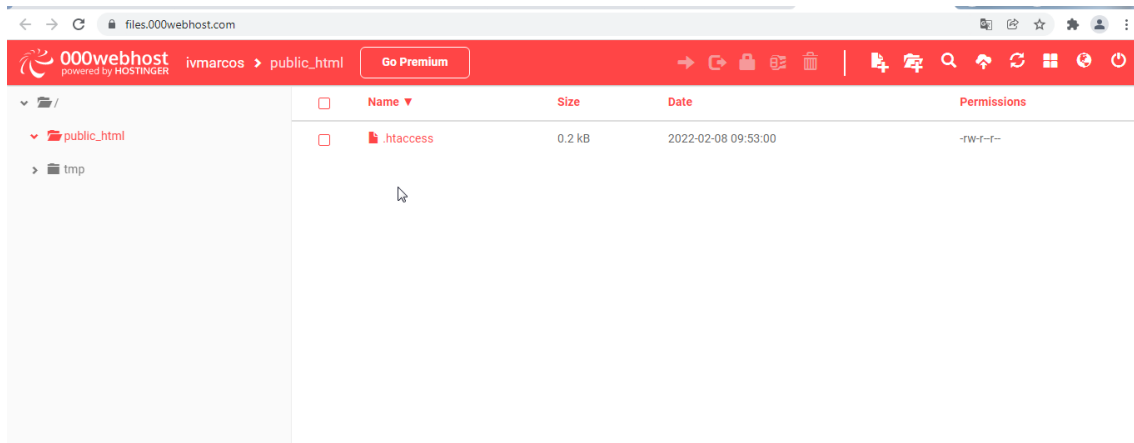 files.000webhost.com
000webhost
powered by HOSTINGER
ivmarcos > public_html
Go Premium
/
Name ▼ Size Date Permissions
public_html
.htaccess 0.2 kB 2022-02-08 09:53:00 -rw-r--r--
tmp